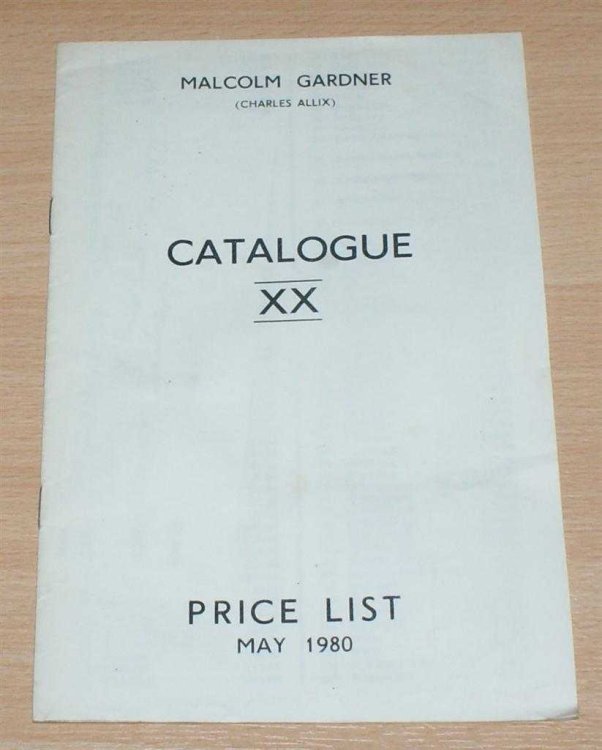 MALCOLM GARDNER
(CHARLES ALLIX)
CATALOGUE
XX
PRICE LIST
MAY 1980